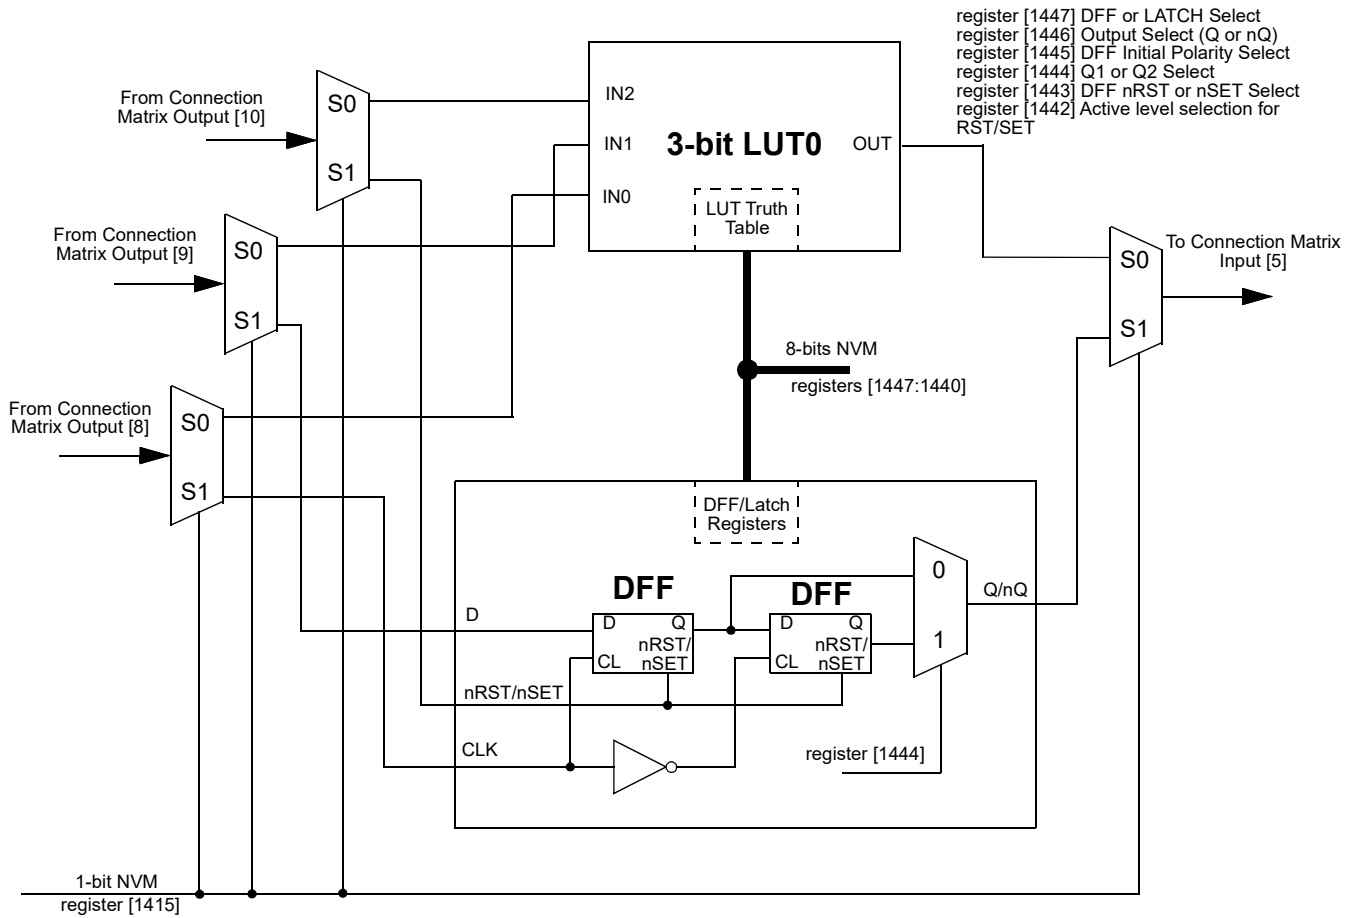 register [1447] DFF or LATCH Select
register [1446] Output Select (Q or nQ)
register [1445] DFF Initial Polarity Select
register [1444] Q1 or Q2 Select
register [1443] DFF nRST or nSET Select
register [1442] Active level selection for
RST/SET
From Connection
Matrix Output [10]
S0
S1
IN2
IN1
IN0
3-bit LUT0
OUT
LUT Truth
Table
From Connection
Matrix Output [9]
S0
S1
To Connection Matrix
Input [5]
S0
S1
8-bits NVM
registers [1447:1440]
From Connection
Matrix Output [8]
S0
S1
DFF/Latch
Registers
DFF
D
Q
nRST/
nSET
CL
DFF
D
Q
nRST/
nSET
CL
0
1
Q/nQ
D
nRST/nSET
CLK
register [1444]
1-bit NVM
register [1415]